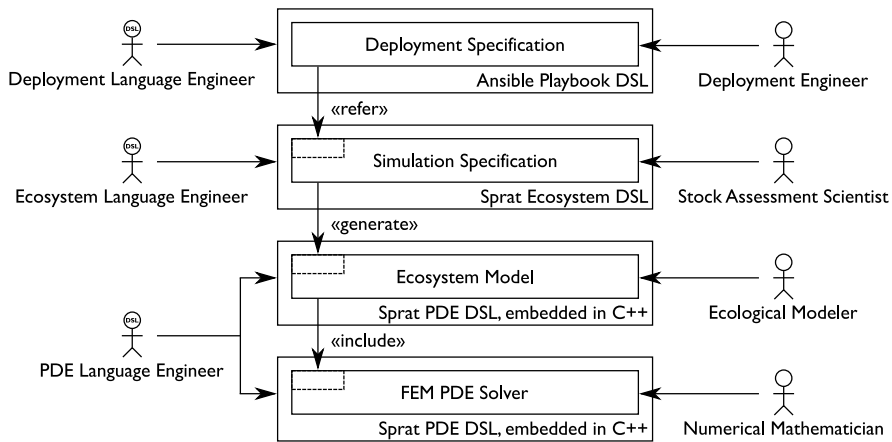 DSL
Deployment Language Engineer
Deployment Specification
Ansible Playbook DSL
Deployment Engineer
«refer»
DSL
Ecosystem Language Engineer
Simulation Specification
Sprat Ecosystem DSL
Stock Assessment Scientist
«generate»
Ecosystem Model
Sprat PDE DSL, embedded in C++
Ecological Modeler
DSL
PDE Language Engineer
«include»
FEM PDE Solver
Sprat PDE DSL, embedded in C++
Numerical Mathematician